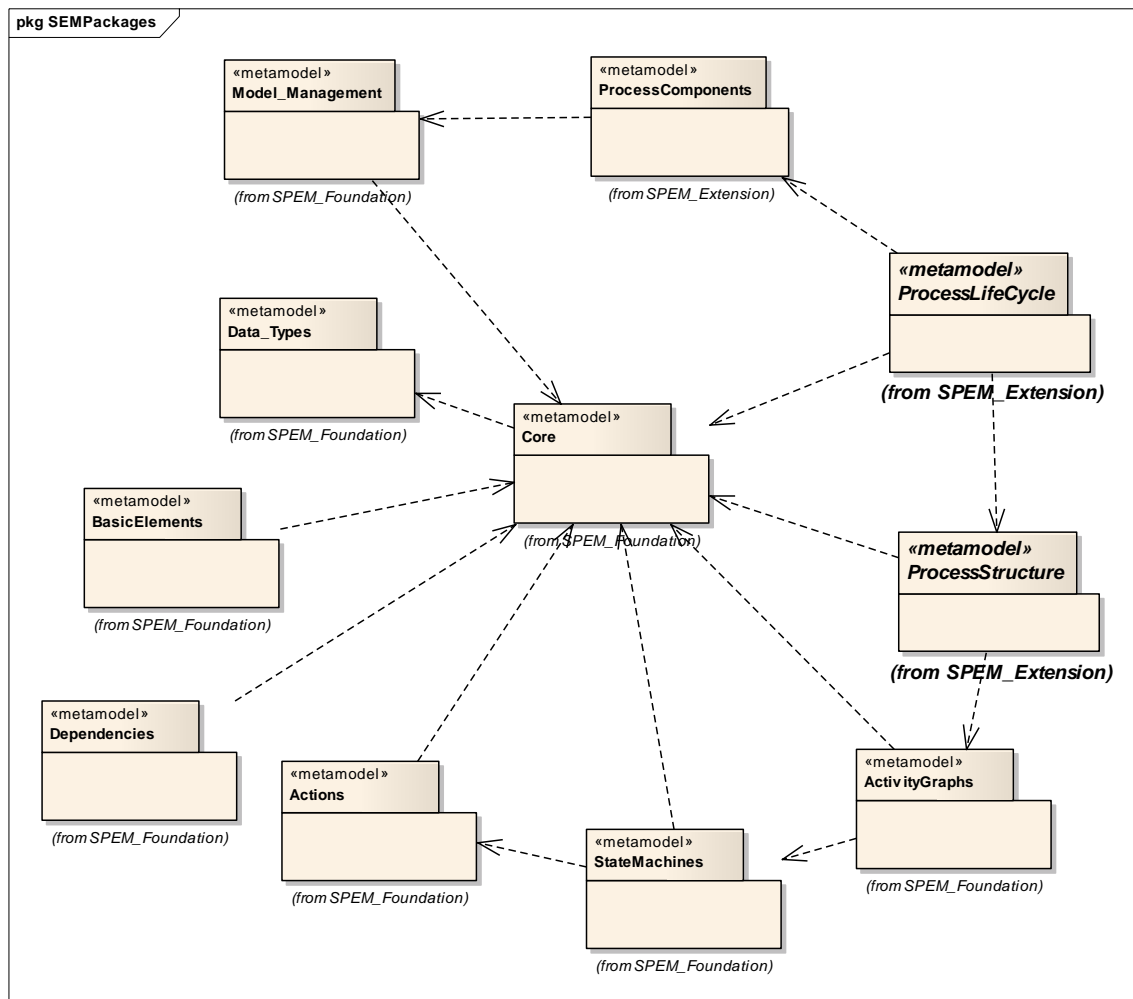 pkg SEMPackages
«metamodel»
Model_Management
(from SPEM_Foundation)
«metamodel»
ProcessComponents
(from SPEM_Extension)
«metamodel»
ProcessLifeCycle
(from SPEM_Extension)
«metamodel»
Data_Types
(from SPEM_Foundation)
«metamodel»
Core
(from SPEM_Foundation)
«metamodel»
BasicElements
(from SPEM_Foundation)
«metamodel»
ProcessStructure
(from SPEM_Extension)
«metamodel»
Dependencies
(from SPEM_Foundation)
«metamodel»
Actions
(from SPEM_Foundation)
«metamodel»
StateMachines
(from SPEM_Foundation)
«metamodel»
ActivityGraphs
(from SPEM_Foundation)